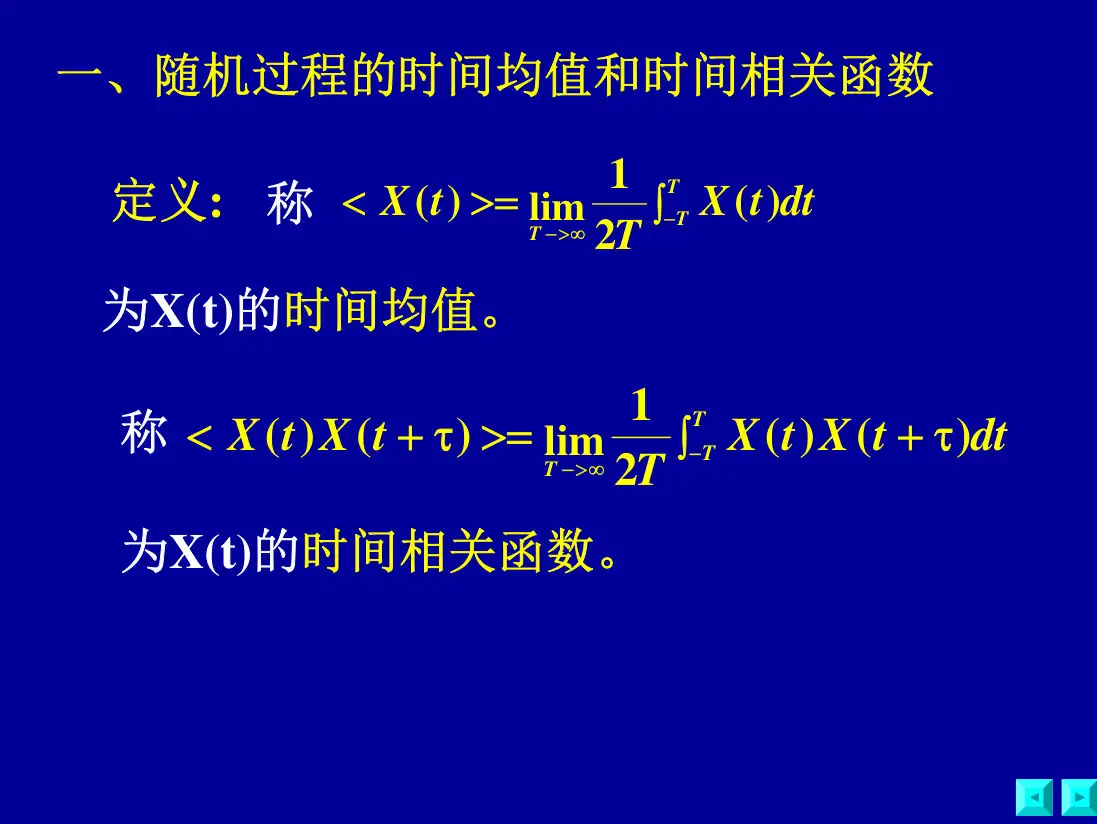 一、随机过程的时间均值和时间相关函数
定义: 称 < X(t) >= lim_{T->∞} \frac{1}{2T} ∫_{-T}^{T} X(t)dt
为X(t)的时间均值。
称 < X(t)X(t + τ) >= lim_{T->∞} \frac{1}{2T} ∫_{-T}^{T} X(t)X(t + τ)dt
为X(t)的时间相关函数。